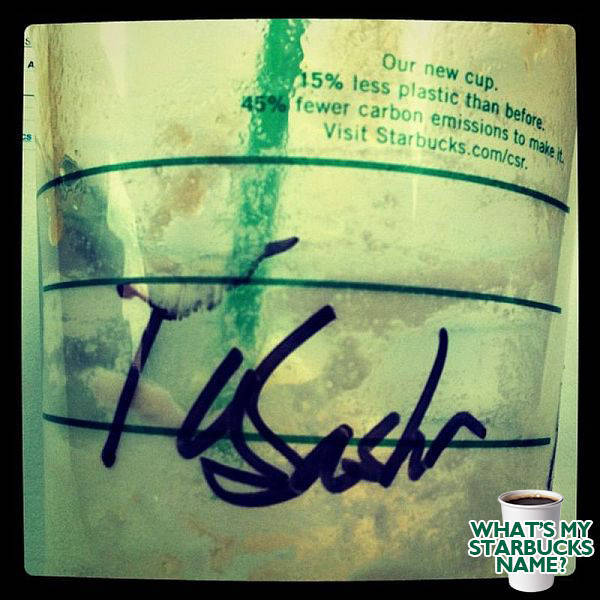 Our new cup.
15% less plastic than before.
45% fewer carbon emissions to make it.
Visit Starbucks.com/csr.
WHAT'S MY
STARBUCKS
NAME?